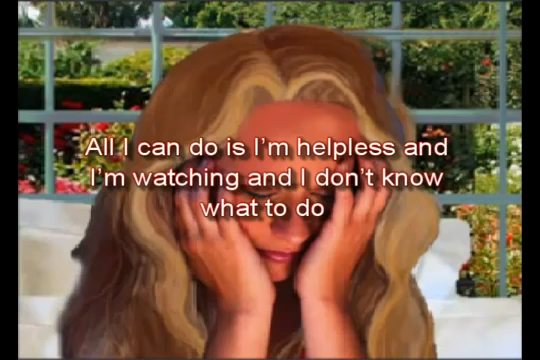 All I can do is I'm helpless and
I'm watching and I don't know
what to do